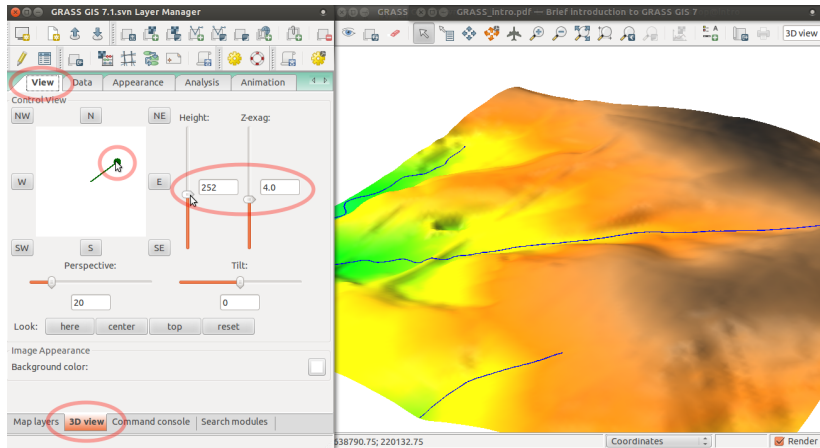 GRASS GIS 7.1.svn Layer Manager
GRASS
GRASS_intro.pdf — Brief introduction to GRASS GIS 7
3D view
View
Data
Appearance
Analysis
Animation
Control View
NW
N
NE
Height:
Z-exag:
W
E
252
4.0
SW
S
SE
Perspective:
Tilt:
20
0
Look:
here
center
top
reset
Image Appearance
Background color:
Map layers
3D view
Command console
Search modules
638790.75; 220132.75
Coordinates
Render